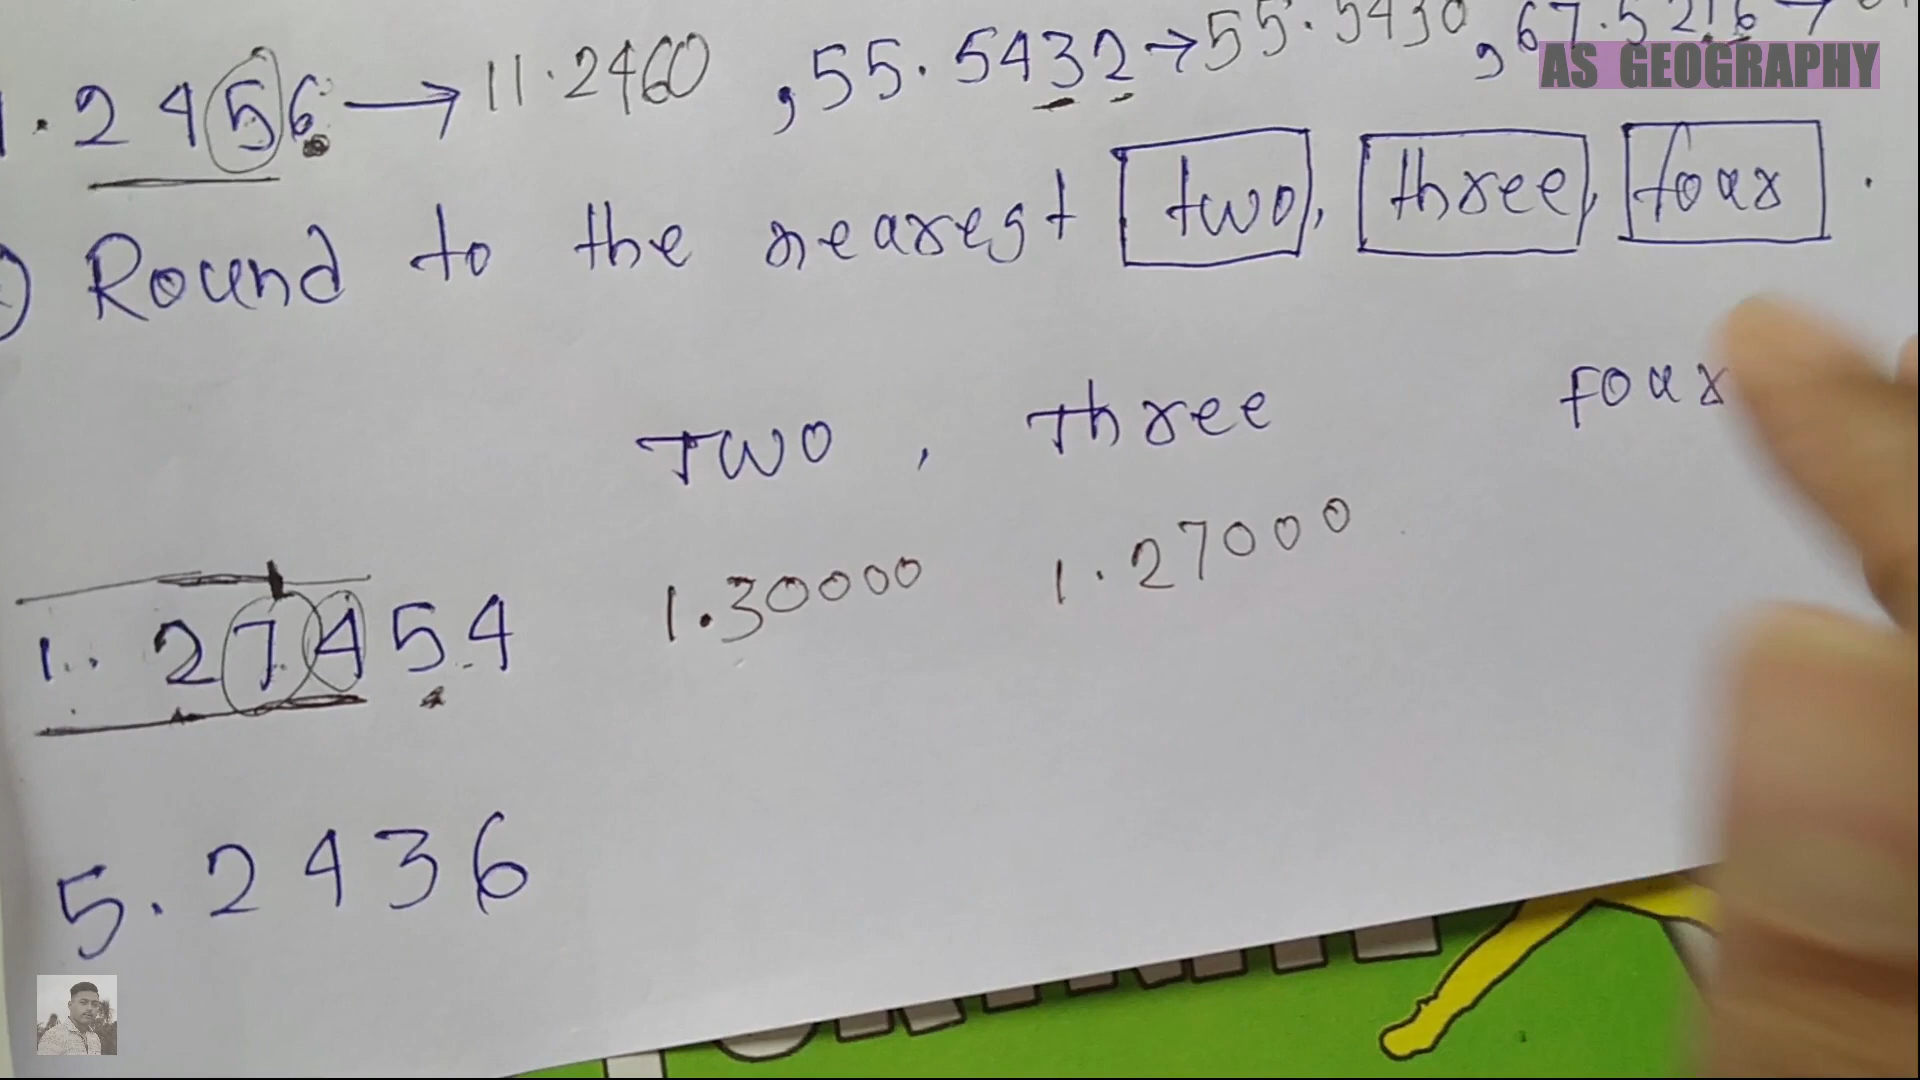 .2456 → 11.2460 , 55.5432 → 55.5430 , 67.5216 →
AS GEOGRAPHY
Round to the nearest two, three, four .
TWO , Three four
1.27454 1.30000 1.27000
5.2436